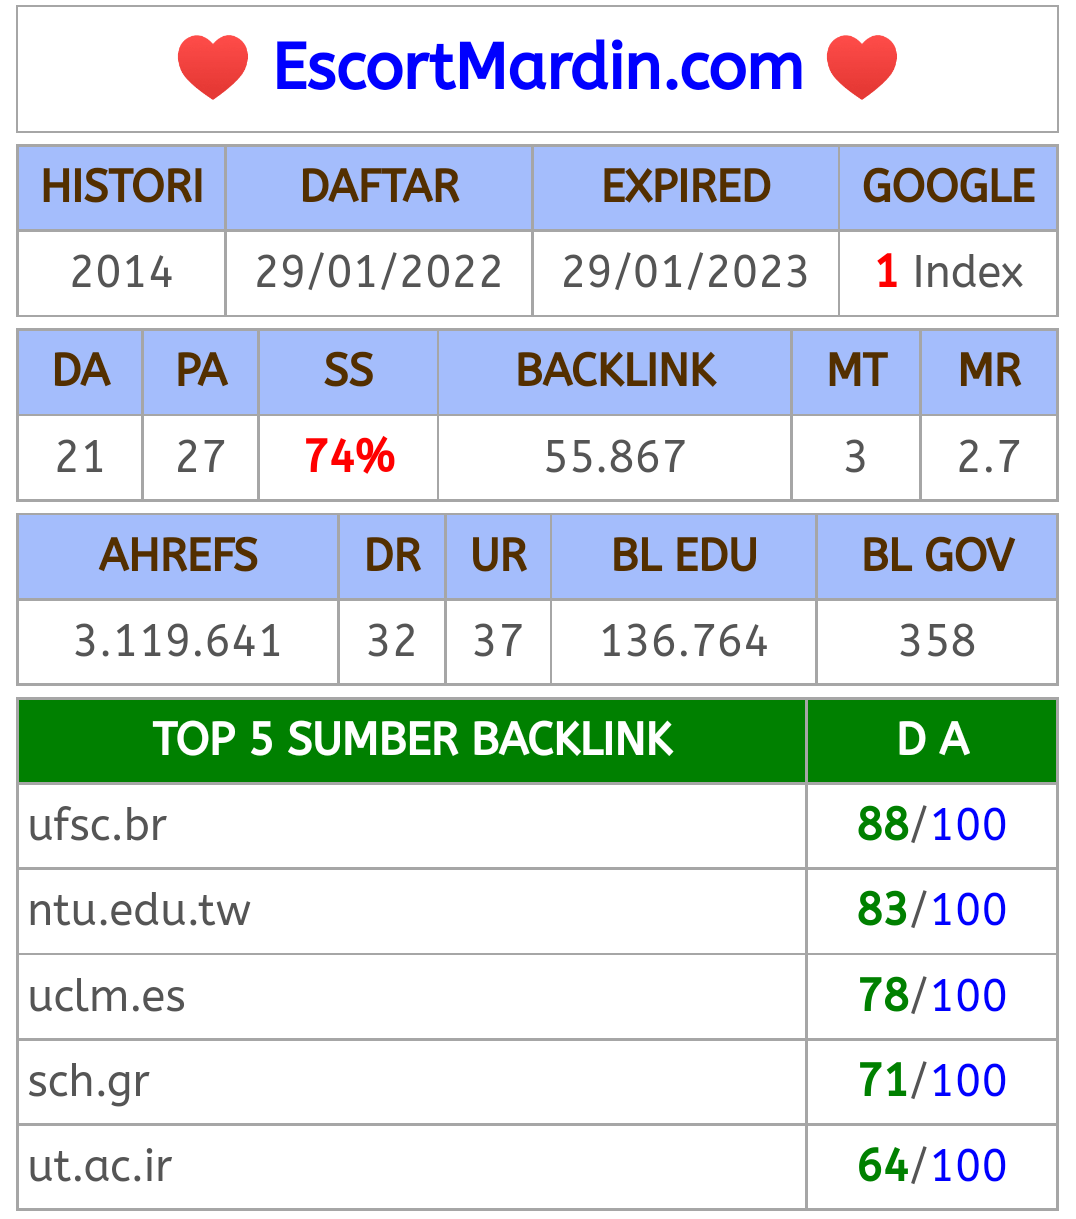 EscortMardin.com
HISTORI DAFTAR EXPIRED GOOGLE
2014 29/01/2022 29/01/2023 1 Index
DA PA SS BACKLINK MT MR
21 27 74% 55.867 3 2.7
AHREFS DR UR BL EDU BL GOV
3.119.641 32 37 136.764 358
TOP 5 SUMBER BACKLINK D A
ufsc.br 88/100
ntu.edu.tw 83/100
uclm.es 78/100
sch.gr 71/100
ut.ac.ir 64/100